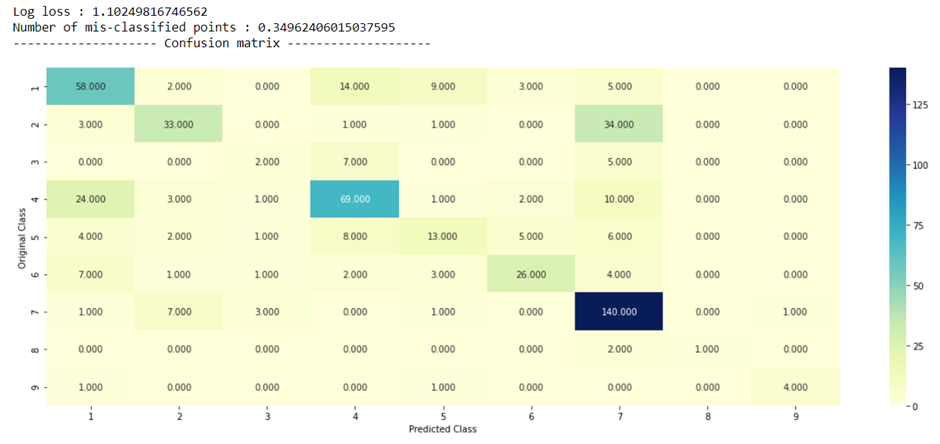 Log loss : 1.10249816746562
Number of mis-classified points : 0.34962406015037595
------------------- Confusion matrix -------------------
1 58.000 2.000 0.000 14.000 9.000 3.000 5.000 0.000 0.000
2 3.000 33.000 0.000 1.000 1.000 0.000 34.000 0.000 0.000
3 0.000 0.000 2.000 7.000 0.000 0.000 5.000 0.000 0.000
4 24.000 3.000 1.000 69.000 1.000 2.000 10.000 0.000 0.000
5 4.000 2.000 1.000 8.000 13.000 5.000 6.000 0.000 0.000
6 7.000 1.000 1.000 2.000 3.000 26.000 4.000 0.000 0.000
7 1.000 7.000 3.000 0.000 1.000 0.000 140.000 0.000 1.000
8 0.000 0.000 0.000 0.000 0.000 0.000 2.000 1.000 0.000
9 1.000 0.000 0.000 0.000 1.000 0.000 0.000 0.000 4.000
1 2 3 4 5 6 7 8 9
Predicted Class
Original Class
125
100
75
50
25
0